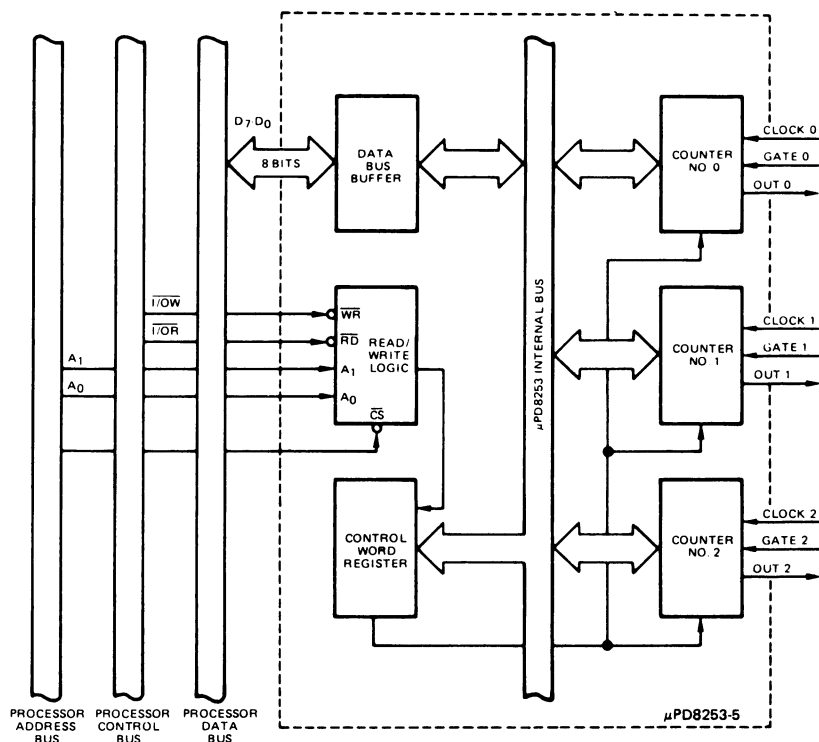 D7-D0
8 BITS
DATA
BUS
BUFFER
COUNTER
NO. 0
CLOCK 0
GATE 0
OUT 0
I/OW
I/OR
A1
A0
WR
RD
A1
A0
CS
READ/
WRITE
LOGIC
μPD8253 INTERNAL BUS
COUNTER
NO. 1
CLOCK 1
GATE 1
OUT 1
CONTROL
WORD
REGISTER
COUNTER
NO. 2
CLOCK 2
GATE 2
OUT 2
PROCESSOR
ADDRESS
BUS
PROCESSOR
CONTROL
BUS
PROCESSOR
DATA
BUS
μPD8253-5